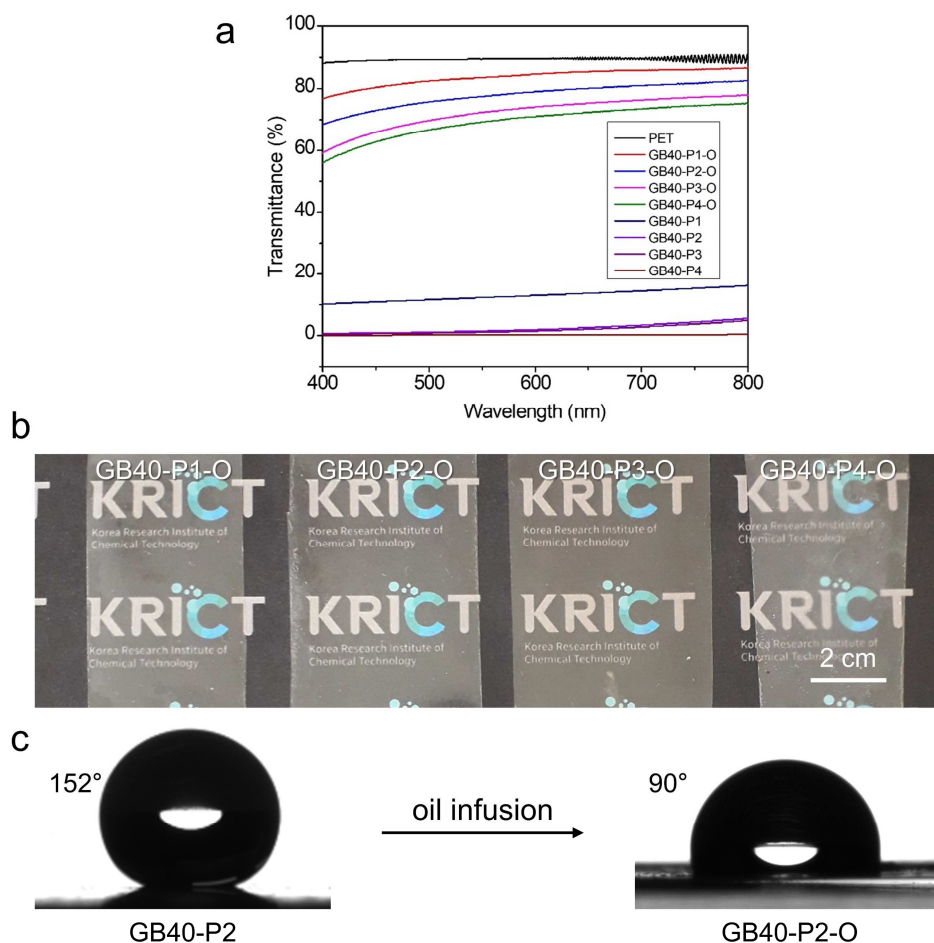 a
100
80
60
40
20
0
Transmittance (%)
400
500
600
700
800
Wavelength (nm)
PET
GB40-P1-O
GB40-P2-O
GB40-P3-O
GB40-P4-O
GB40-P1
GB40-P2
GB40-P3
GB40-P4
b
GB40-P1-O GB40-P2-O GB40-P3-O GB40-P4-O
KRICT KRICT KRICT KRICT
Korea Research Institute of Korea Research Institute of Korea Research Institute of Korea Research Institute of
Chemical Technology Chemical Technology Chemical Technology Chemical Technology
KRICT KRICT KRICT KRICT
Korea Research Institute of Korea Research Institute of Korea Research Institute of Korea Research Institute of
Chemical Technology Chemical Technology Chemical Technology Chemical Technology
2 cm
c
152°
oil infusion
90°
GB40-P2
GB40-P2-O